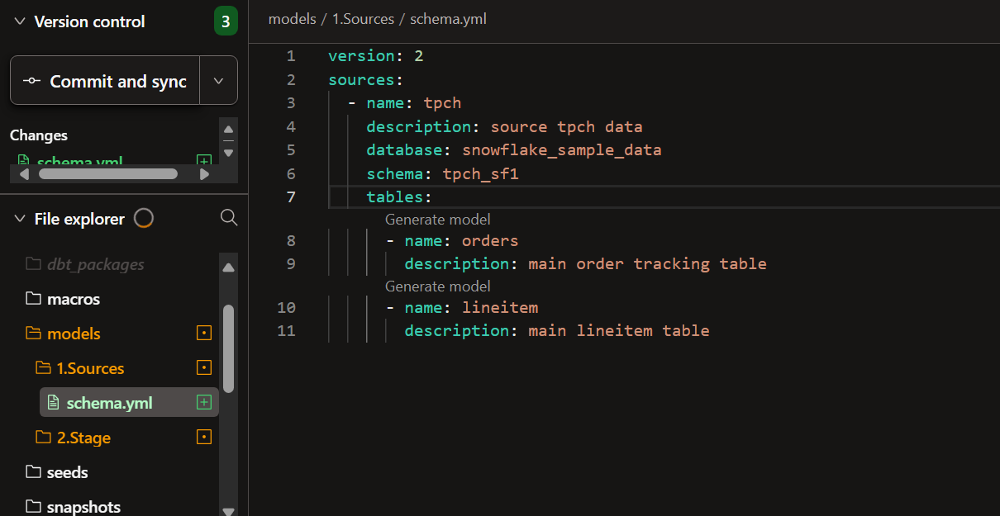 Version control
3
Commit and sync
Changes
schema.yml
File explorer
dbt_packages
macros
models
1.Sources
schema.yml
2.Stage
seeds
snapshots
models / 1.Sources / schema.yml
1 version: 2
2 sources:
3 - name: tpch
4 description: source tpch data
5 database: snowflake_sample_data
6 schema: tpch_sf1
7 tables:
Generate model
8 - name: orders
9 description: main order tracking table
Generate model
10 - name: lineitem
11 description: main lineitem table